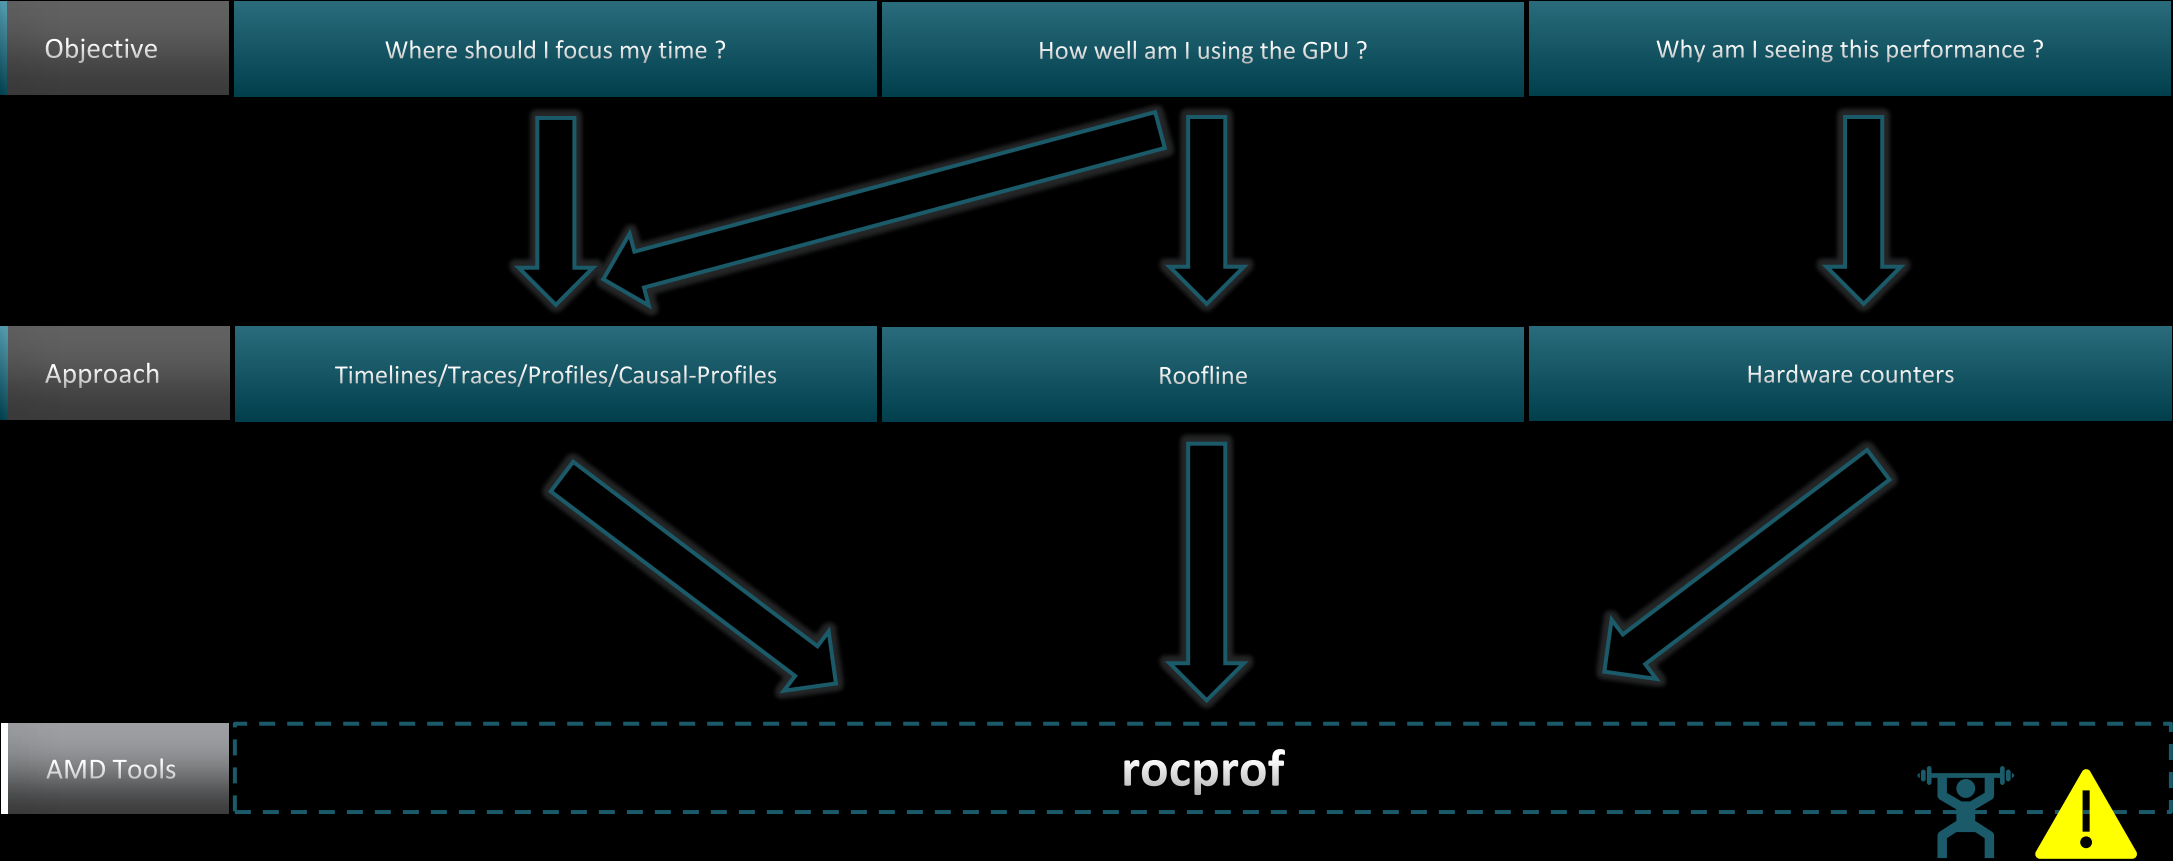 Objective
Where should I focus my time ?
How well am I using the GPU ?
Why am I seeing this performance ?
Approach
Timelines/Traces/Profiles/Causal-Profiles
Roofline
Hardware counters
AMD Tools
rocprof